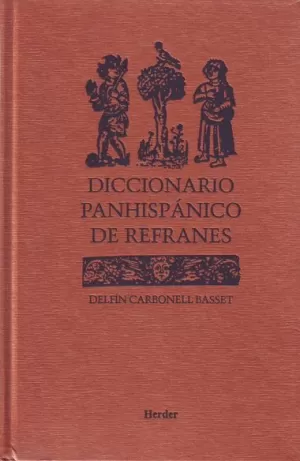 DICCIONARIO
PANHISPÁNICO
DE REFRANES
DELFÍN CARBONELL BASSET
Herder